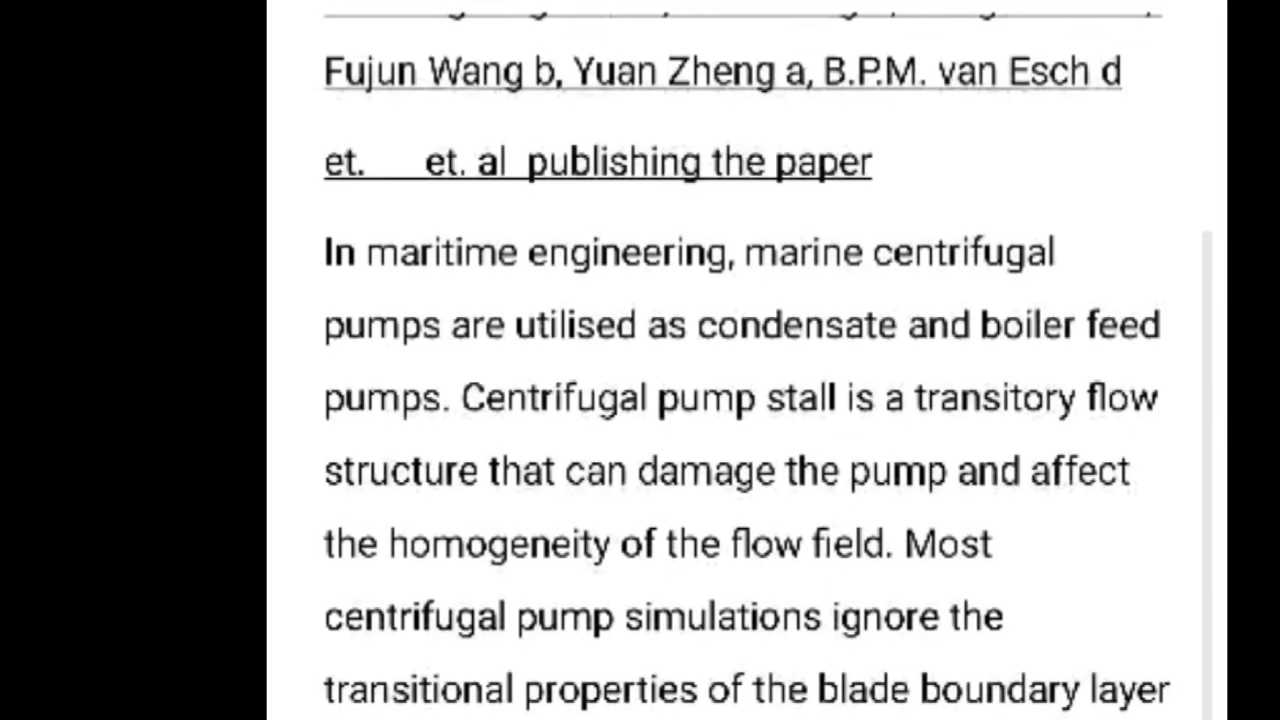 Fujun Wang b, Yuan Zheng a, B.P.M. van Esch d
et. et. al publishing the paper
In maritime engineering, marine centrifugal
pumps are utilised as condensate and boiler feed
pumps. Centrifugal pump stall is a transitory flow
structure that can damage the pump and affect
the homogeneity of the flow field. Most
centrifugal pump simulations ignore the
transitional properties of the blade boundary layer